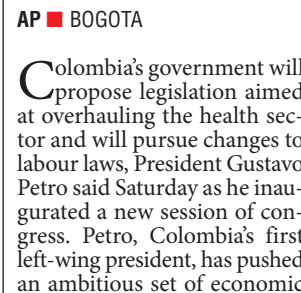 AP ■ BOGOTA
Colombia's government will
propose legislation aimed
at overhauling the health sec-
tor and will pursue changes to
labour laws, President Gustavo
Petro said Saturday as he inau-
gurated a new session of con-
gress. Petro, Colombia's first
left-wing president, has pushed
an ambitious set of economic